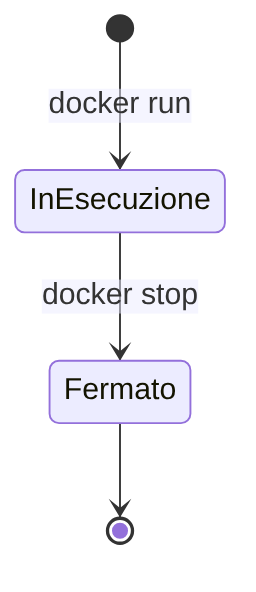 docker run
InEsecuzione
docker stop
Fermato